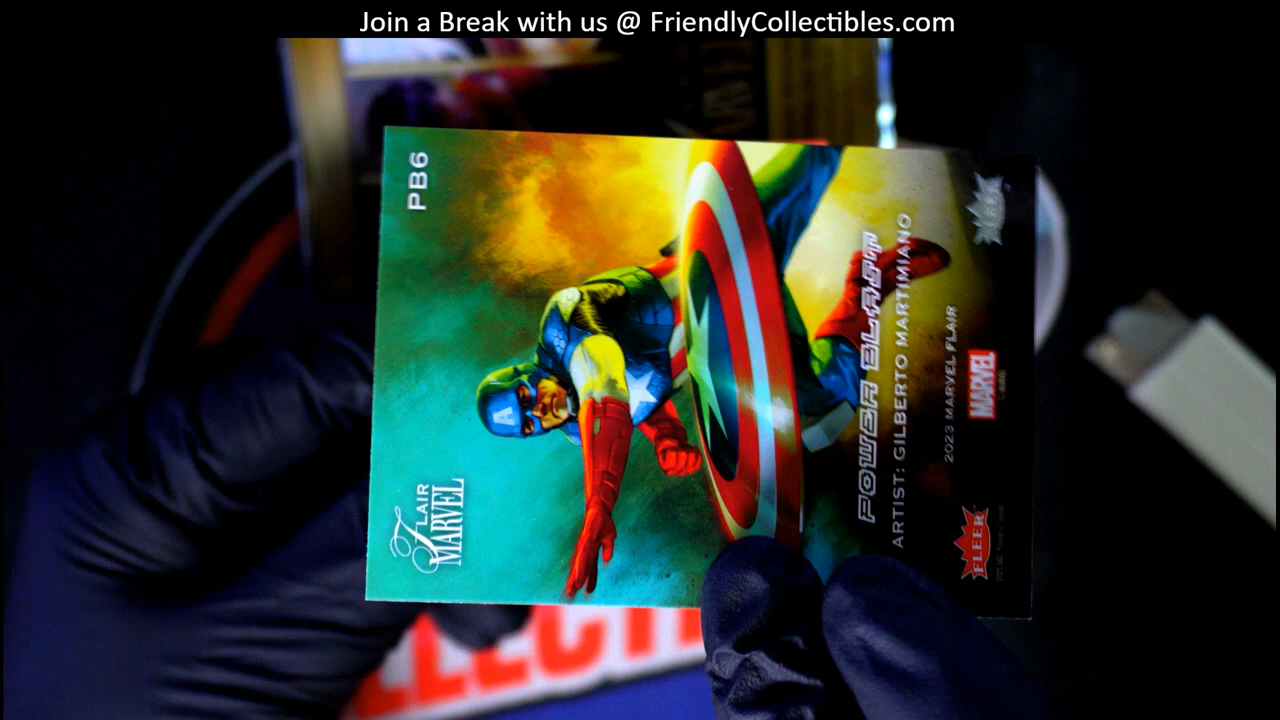 Join a Break with us @ FriendlyCollectibles.com
PB6
FLAIR
MARVEL
POWER BLAST
ARTIST: GILBERTO MARTIMIANO
2023 MARVEL FLAIR
FLEER
MARVEL
FLEER
A